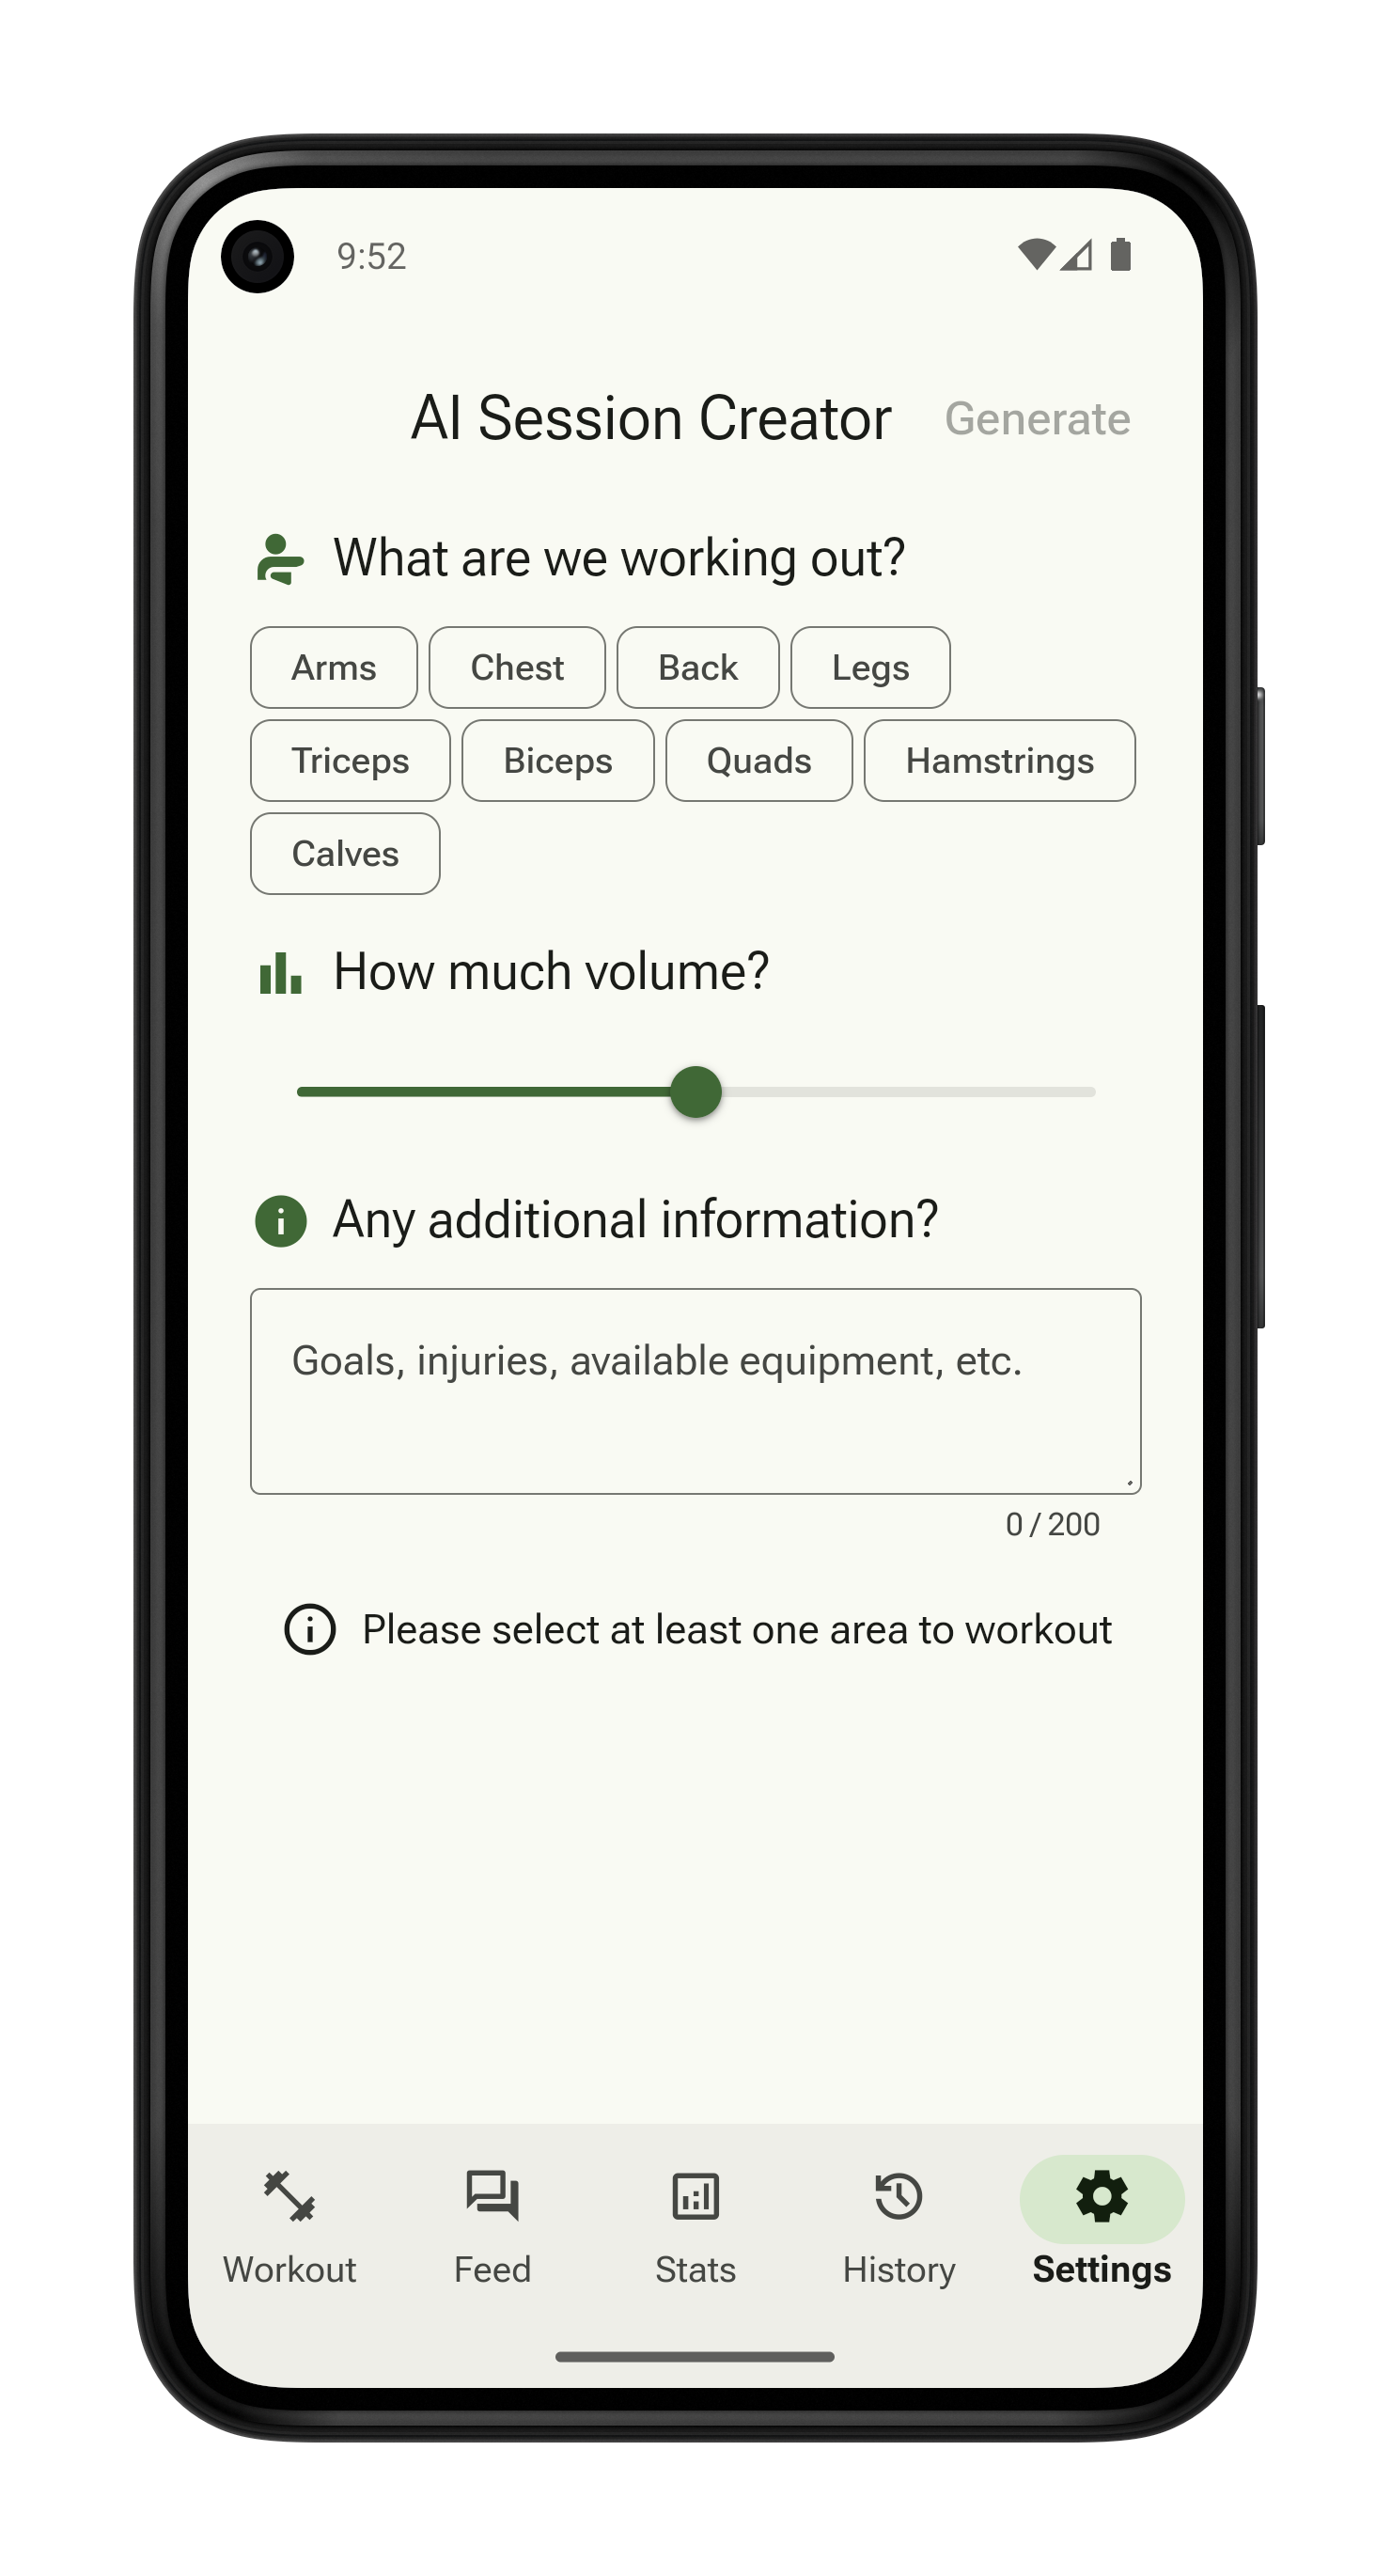 9:52
AI Session Creator Generate
What are we working out?
Arms Chest Back Legs
Triceps Biceps Quads Hamstrings
Calves
How much volume?
Any additional information?
Goals, injuries, available equipment, etc.
0 / 200
Please select at least one area to workout
Workout Feed Stats History Settings